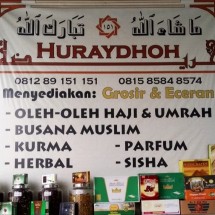 ما شاء الله تبارك الله
HURAYDHOH
0812 89 151 151 0815 8584 8574
Menyediakan: Grosir & Eceran
- OLEH-OLEH HAJI & UMRAH
- BUSANA MUSLIM
- KURMA - PARFUM
- HERBAL - SISHA